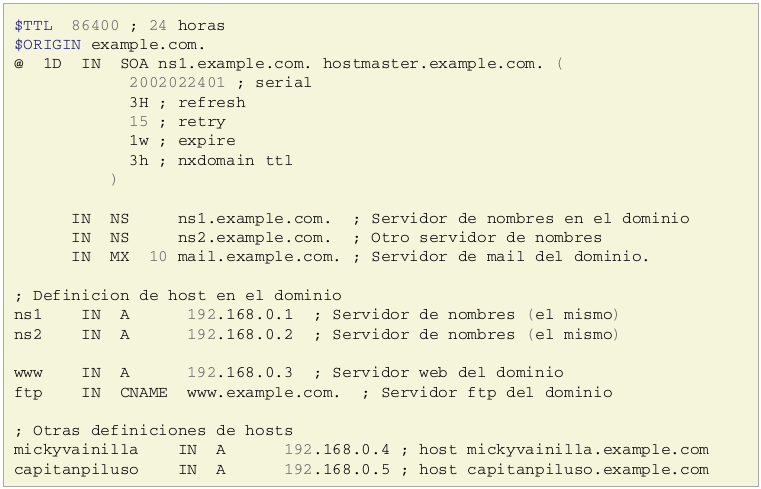 $TTL 86400 ; 24 horas
$ORIGIN example.com.
@ 1D IN SOA ns1.example.com. hostmaster.example.com. (
2002022401 ; serial
3H ; refresh
15 ; retry
1w ; expire
3h ; nxdomain ttl
)
IN NS ns1.example.com. ; Servidor de nombres en el dominio
IN NS ns2.example.com. ; Otro servidor de nombres
IN MX 10 mail.example.com. ; Servidor de mail del dominio.
; Definicion de host en el dominio
ns1 IN A 192.168.0.1 ; Servidor de nombres (el mismo)
ns2 IN A 192.168.0.2 ; Servidor de nombres (el mismo)
www IN A 192.168.0.3 ; Servidor web del dominio
ftp IN CNAME www.example.com. ; Servidor ftp del dominio
; Otras definiciones de hosts
mickyvainilla IN A 192.168.0.4 ; host mickyvainilla.example.com
capitanpiluso IN A 192.168.0.5 ; host capitanpiluso.example.com